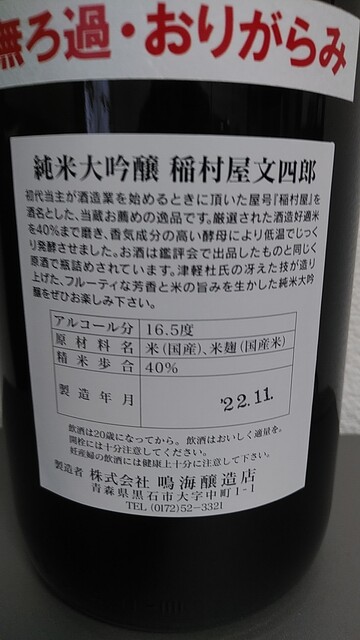 無ろ過・おりがらみ
純米大吟醸 稲村屋文四郎
初代当主が酒造業を始めるときに頂いた屋号『稲村屋』を
酒名とした、当蔵お薦めの逸品です。厳選された酒造好適米
を40%まで磨き、香気成分の高い酵母により低温でじっく
り発酵させました。お酒は鑑評会で出品したものと同じく
原酒で瓶詰めされています。津軽杜氏の冴えた技が造り
上げた、フルーティな芳香と米の旨みを生かした純米大吟
醸をぜひお楽しみ下さい。
アルコール分 16.5度
原材料名 米(国産)、米麹(国産米)
精米歩合 40%
製造年月 '22.11.
飲酒は20歳になってから。飲酒はおいしく適量を。
開栓には十分注意してください。
妊産婦の飲酒には健康上十分に注意して下さい。
製造者 株式会社 鳴海醸造店
青森県黒石市大字中町1-1
TEL (0172)52-3321